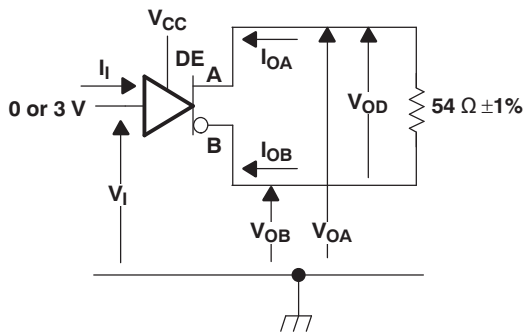 VCC
DE
II
A
IOA
0 or 3 V
VOD
54 Ω ±1%
B
IOB
VI
VOB
VOA